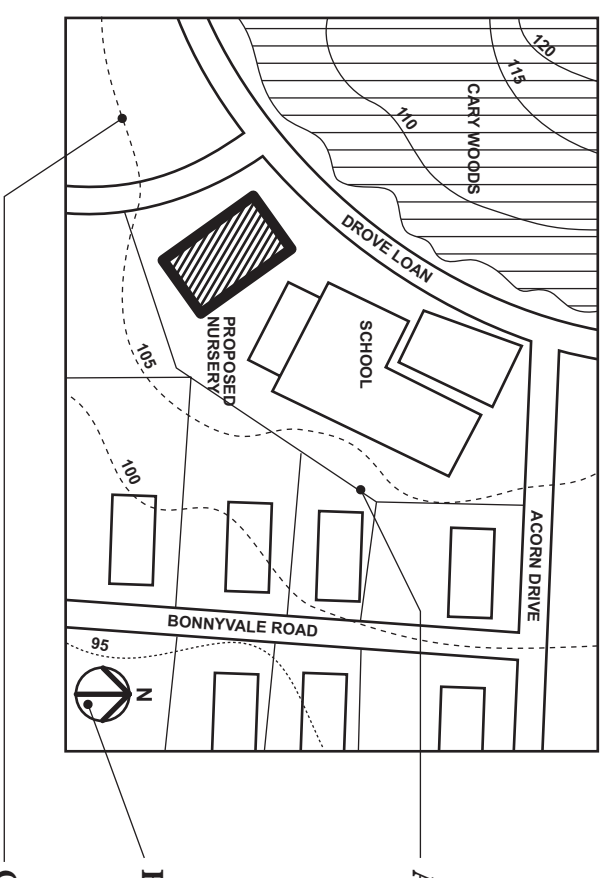 120
115
110
CARY WOODS
DROVE LOAN
SCHOOL
PROPOSED
NURSERY
105
100
ACORN DRIVE
BONNYVALE ROAD
95
N